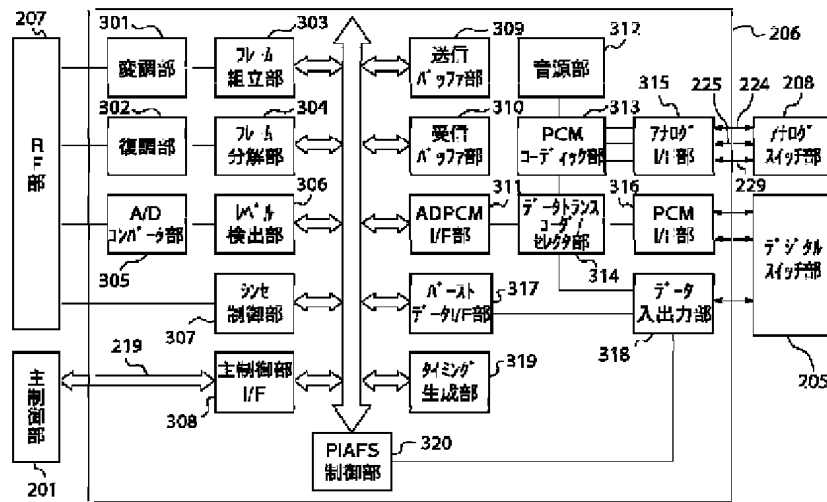 207
301
303
309
312
206
RF部
変調部
フレーム
組立部
送信
バッファ部
音源部
302
304
310
313
315
225
224
208
復調部
フレーム
分解部
受信
バッファ部
PCM
コーディック部
アナログ
I/F部
アナログ
スイッチ部
306
311
316
229
A/D
コンバータ部
レベル
検出部
ADPCM
I/F部
データトランス
コーダ/
セレクタ部
PCM
I/F部
デジタル
スイッチ部
305
314
シンセ
制御部
バースト
データI/F部
317
データ
入出力部
307
318
219
主制御部
主制御部
I/F
タイミング
生成部
319
205
308
320
PIAFS
制御部
201